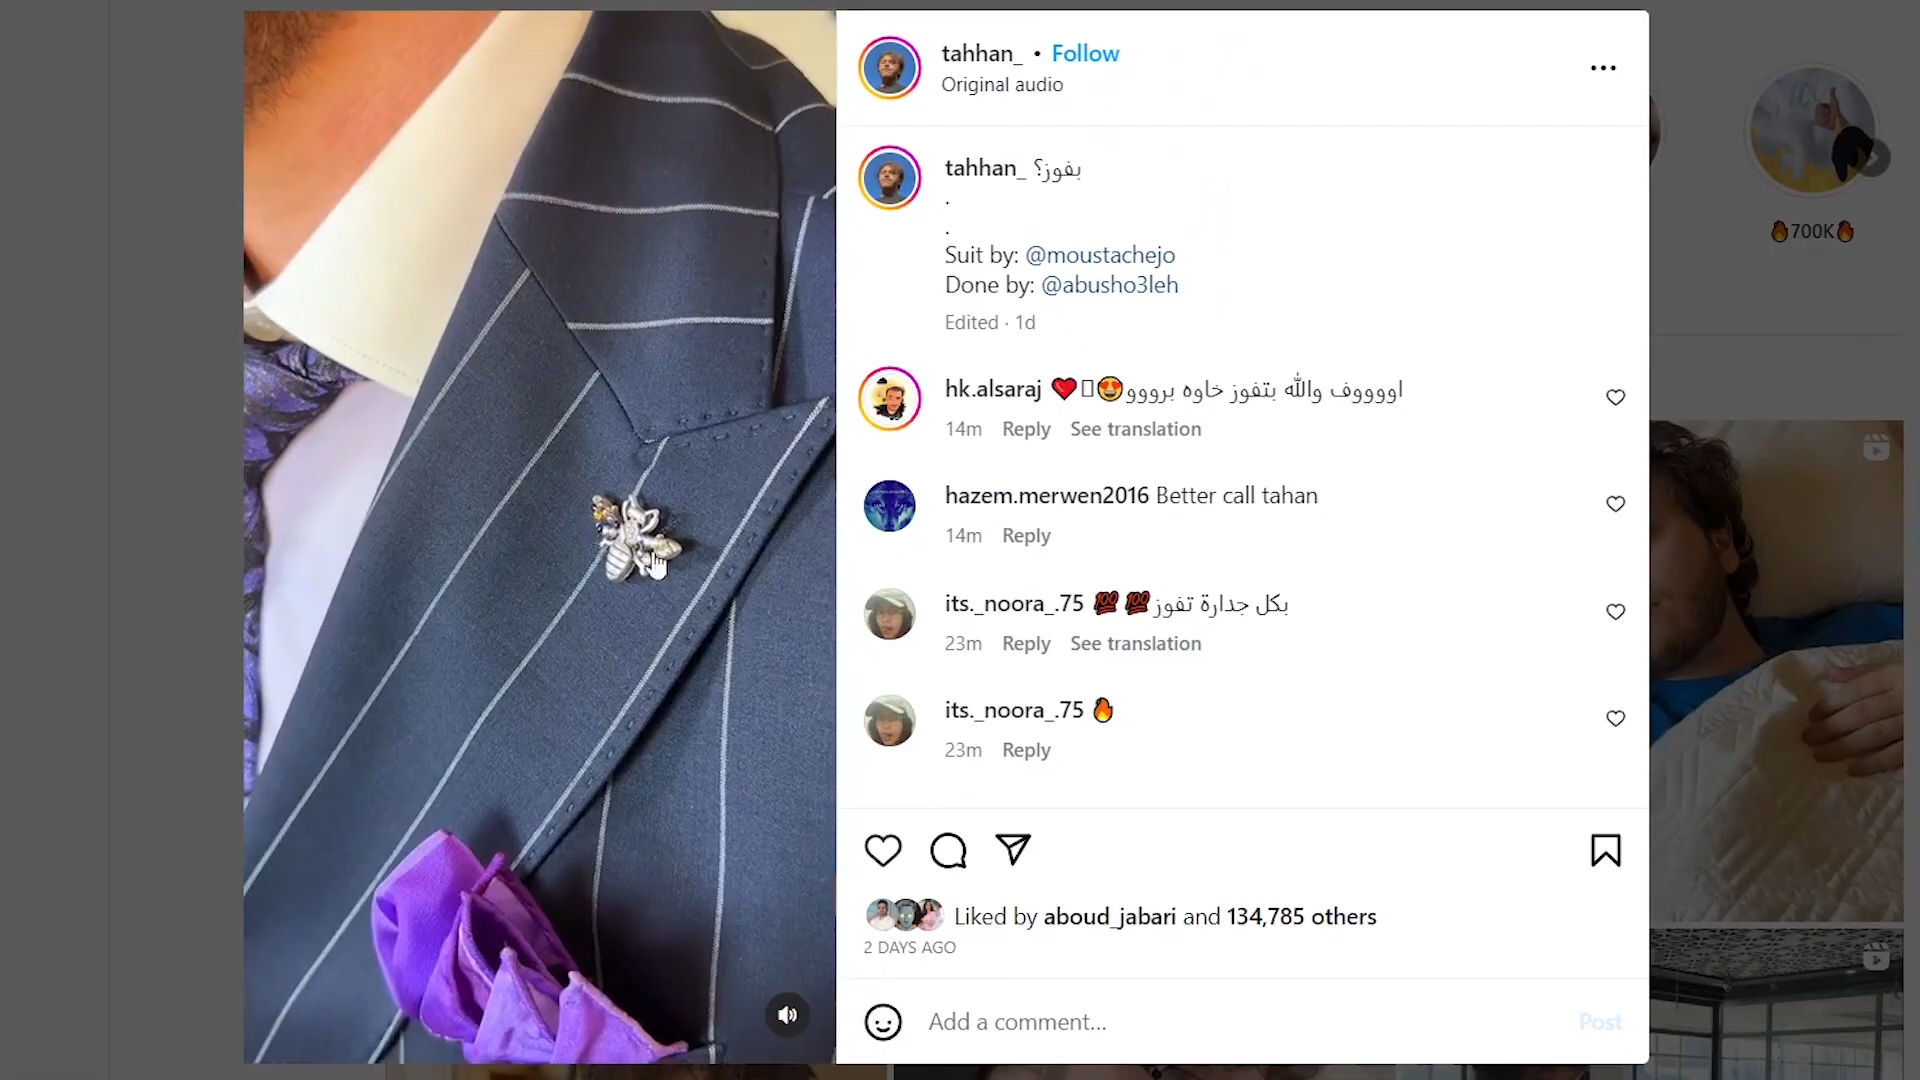 tahhan_ • Follow
Original audio
🔥700K🔥
tahhan_ بفوز؟
.
.
Suit by: @moustachejo
Done by: @abusho3leh
Edited · 1d
hk.alsaraj اووووف والله بتفوز خاوه برووو😍❤️
14m Reply See translation
hazem.merwen2016 Better call tahan
14m Reply
its._noora_.75 بكل جدارة تفوز💯💯
23m Reply See translation
its._noora_.75 🔥
23m Reply
Liked by aboud_jabari and 134,785 others
2 DAYS AGO
Add a comment...
Post